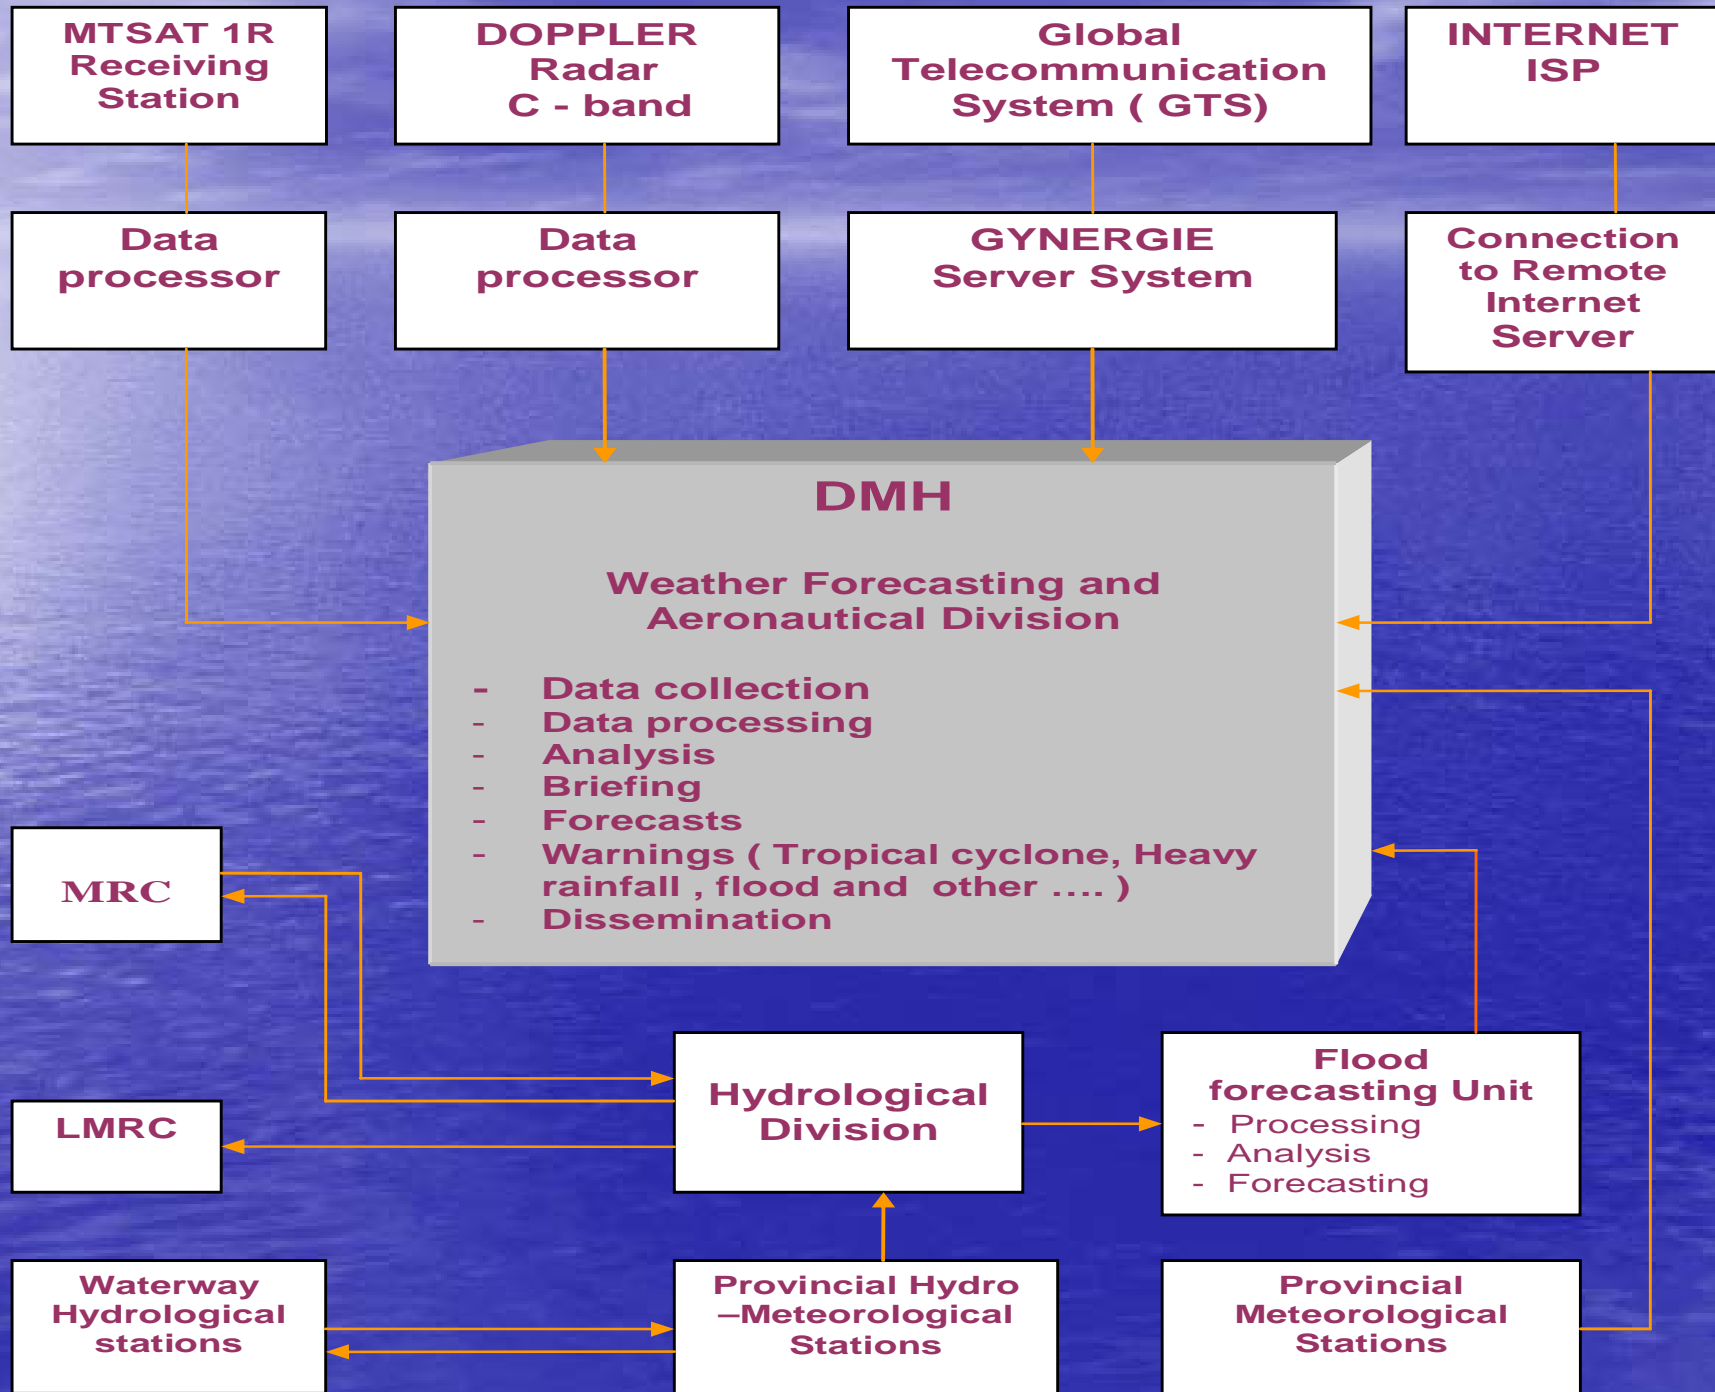 MTSAT 1R
Receiving
Station
DOPPLER
Radar
C - band
Global
Telecommunication
System ( GTS)
INTERNET
ISP
Data
processor
Data
processor
GYNERGIE
Server System
Connection
to Remote
Internet
Server
DMH
Weather Forecasting and
Aeronautical Division
- Data collection
- Data processing
- Analysis
- Briefing
- Forecasts
- Warnings ( Tropical cyclone, Heavy
rainfall , flood and other .... )
- Dissemination
MRC
LMRC
Hydrological
Division
Flood
forecasting Unit
- Processing
- Analysis
- Forecasting
Waterway
Hydrological
stations
Provincial Hydro
–Meteorological
Stations
Provincial
Meteorological
Stations